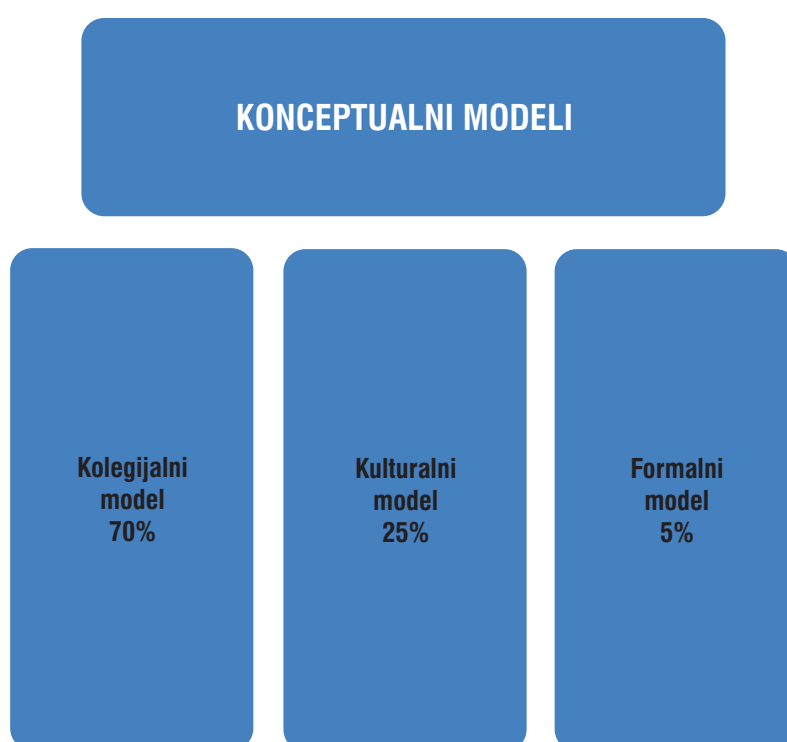 KONCEPTUALNI MODELI
Kolegijalni
model
70%
Kulturalni
model
25%
Formalni
model
5%